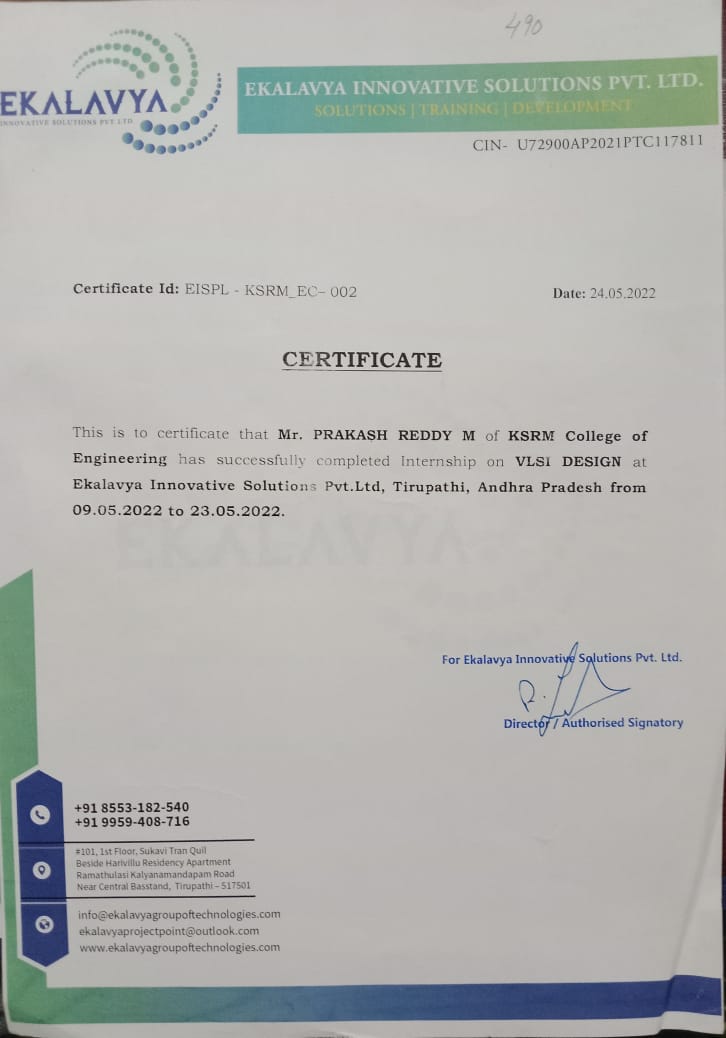 490
EKALAVYA
INNOVATIVE SOLUTIONS PVT LTD
EKALAVYA INNOVATIVE SOLUTIONS PVT. LTD.
SOLUTIONS | TRAINING | DEVELOPMENT
CIN- U72900AP2021PTC117811
Certificate Id: EISPL - KSRM_EC- 002
Date: 24.05.2022
CERTIFICATE
This is to certificate that Mr. PRAKASH REDDY M of KSRM College of
Engineering has successfully completed Internship on VLSI DESIGN at
Ekalavya Innovative Solutions Pvt.Ltd, Tirupathi, Andhra Pradesh from
09.05.2022 to 23.05.2022.
For Ekalavya Innovative Solutions Pvt. Ltd.
Director / Authorised Signatory
+91 8553-182-540
+91 9959-408-716
#101, 1st Floor, Sukavi Tran Quil
Beside Harivillu Residency Apartment
Ramathulasi Kalyanamandapam Road
Near Central Basstand, Tirupathi – 517501
info@ekalavyagroupoftechnologies.com
ekalavyaprojectpoint@outlook.com
www.ekalavyagroupoftechnologies.com